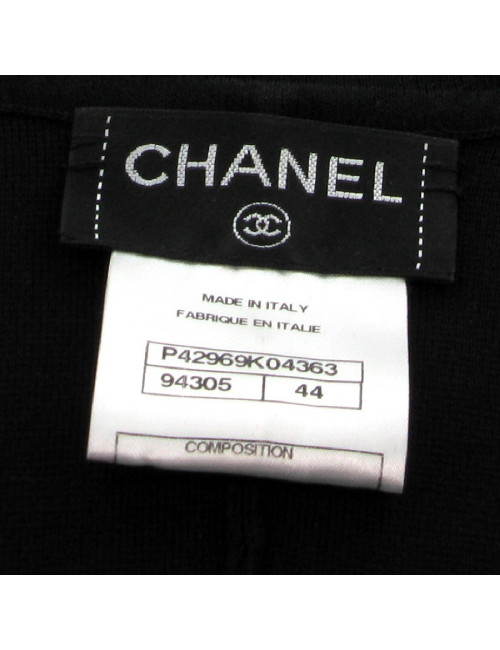 CHANEL
MADE IN ITALY
FABRIQUE EN ITALIE
P42969K04363
94305 44
COMPOSITION